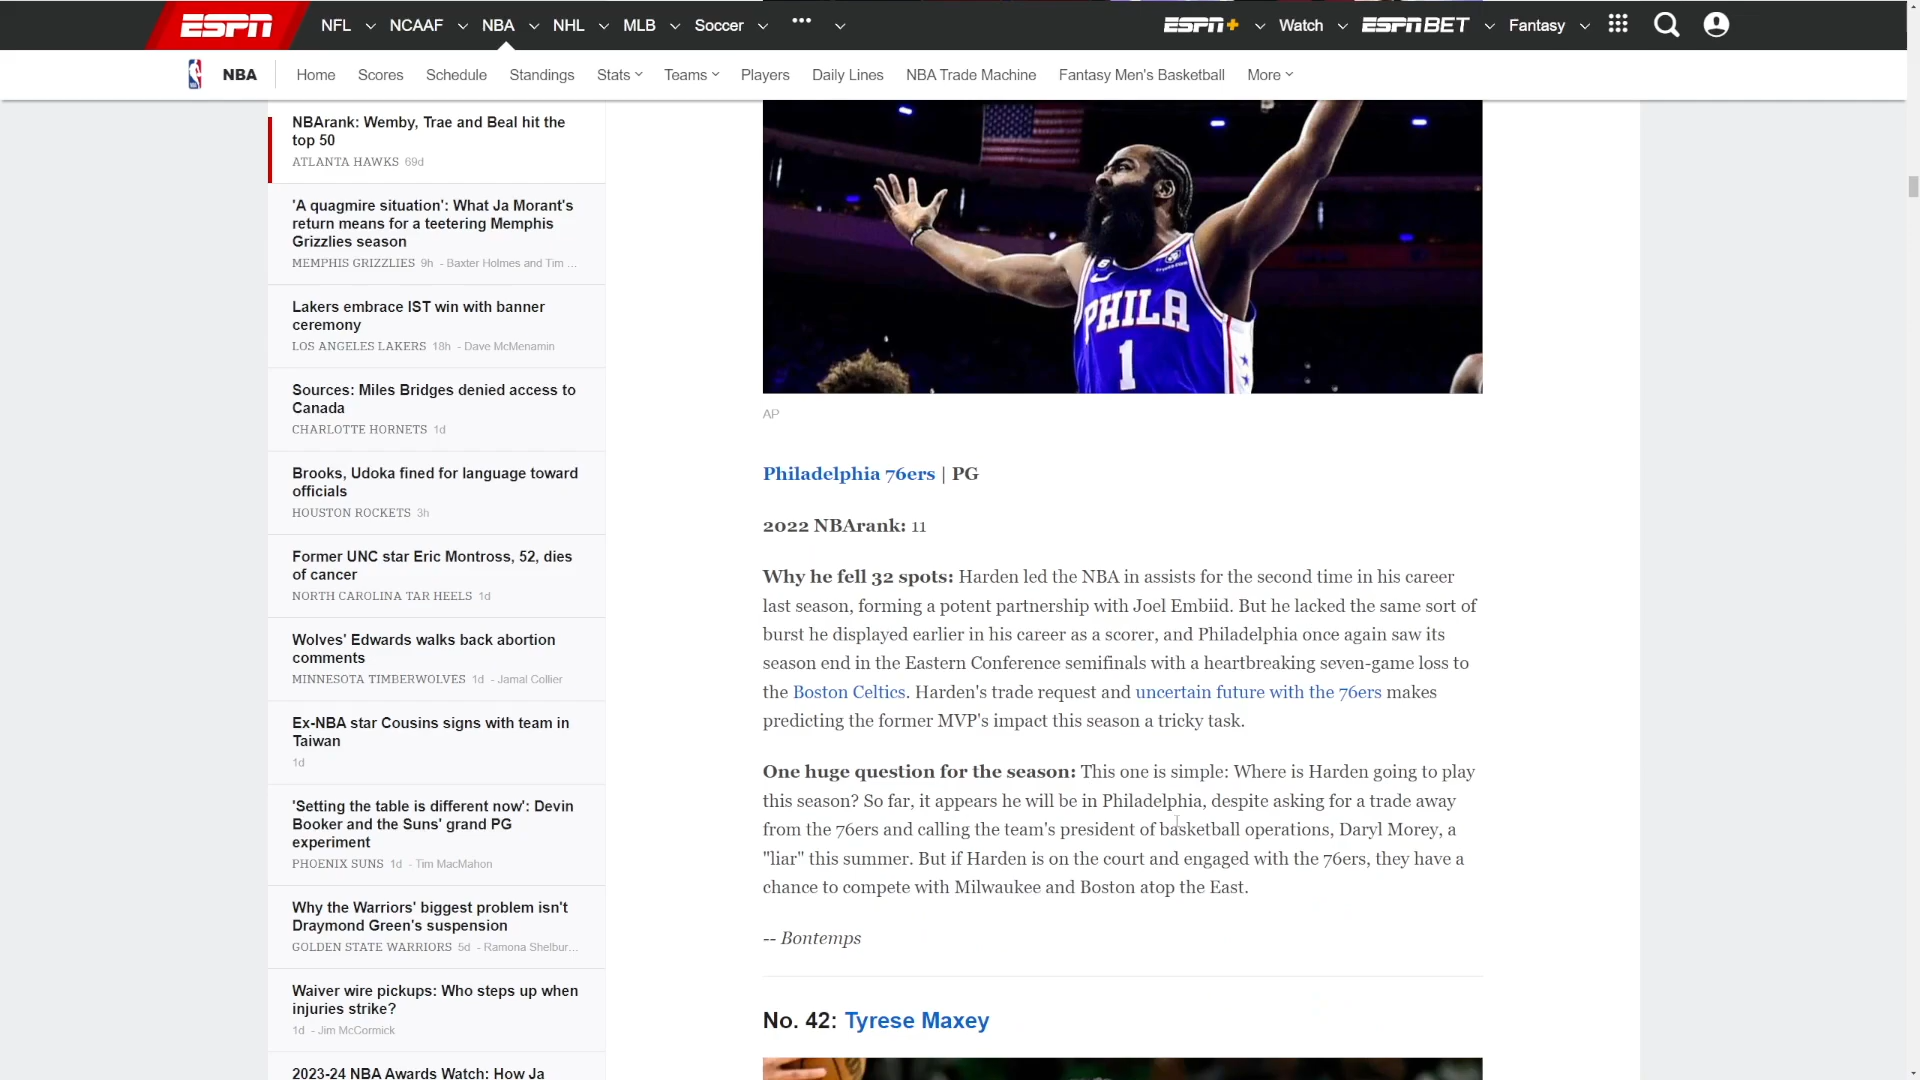 ESPN NFL NCAAF NBA NHL MLB Soccer ••• ESPN+ Watch ESPN BET Fantasy
NBA Home Scores Schedule Standings Stats Teams Players Daily Lines NBA Trade Machine Fantasy Men's Basketball More
NBArank: Wemby, Trae and Beal hit the
top 50
ATLANTA HAWKS 69d
'A quagmire situation': What Ja Morant's
return means for a teetering Memphis
Grizzlies season
MEMPHIS GRIZZLIES 9h - Baxter Holmes and Tim ...
Lakers embrace IST win with banner
ceremony
LOS ANGELES LAKERS 18h - Dave McMenamin
Sources: Miles Bridges denied access to
Canada
CHARLOTTE HORNETS 1d
Brooks, Udoka fined for language toward
officials
HOUSTON ROCKETS 3h
Former UNC star Eric Montross, 52, dies
of cancer
NORTH CAROLINA TAR HEELS 1d
Wolves' Edwards walks back abortion
comments
MINNESOTA TIMBERWOLVES 1d - Jamal Collier
Ex-NBA star Cousins signs with team in
Taiwan
1d
'Setting the table is different now': Devin
Booker and the Suns' grand PG
experiment
PHOENIX SUNS 1d - Tim MacMahon
Why the Warriors' biggest problem isn't
Draymond Green's suspension
GOLDEN STATE WARRIORS 5d - Ramona Shelbur...
Waiver wire pickups: Who steps up when
injuries strike?
1d - Jim McCormick
2023-24 NBA Awards Watch: How Ja
PHILA
1
AP
Philadelphia 76ers | PG
2022 NBArank: 11
Why he fell 32 spots: Harden led the NBA in assists for the second time in his career
last season, forming a potent partnership with Joel Embiid. But he lacked the same sort of
burst he displayed earlier in his career as a scorer, and Philadelphia once again saw its
season end in the Eastern Conference semifinals with a heartbreaking seven-game loss to
the Boston Celtics. Harden's trade request and uncertain future with the 76ers makes
predicting the former MVP's impact this season a tricky task.
One huge question for the season: This one is simple: Where is Harden going to play
this season? So far, it appears he will be in Philadelphia, despite asking for a trade away
from the 76ers and calling the team's president of basketball operations, Daryl Morey, a
"liar" this summer. But if Harden is on the court and engaged with the 76ers, they have a
chance to compete with Milwaukee and Boston atop the East.
-- Bontemps
No. 42: Tyrese Maxey